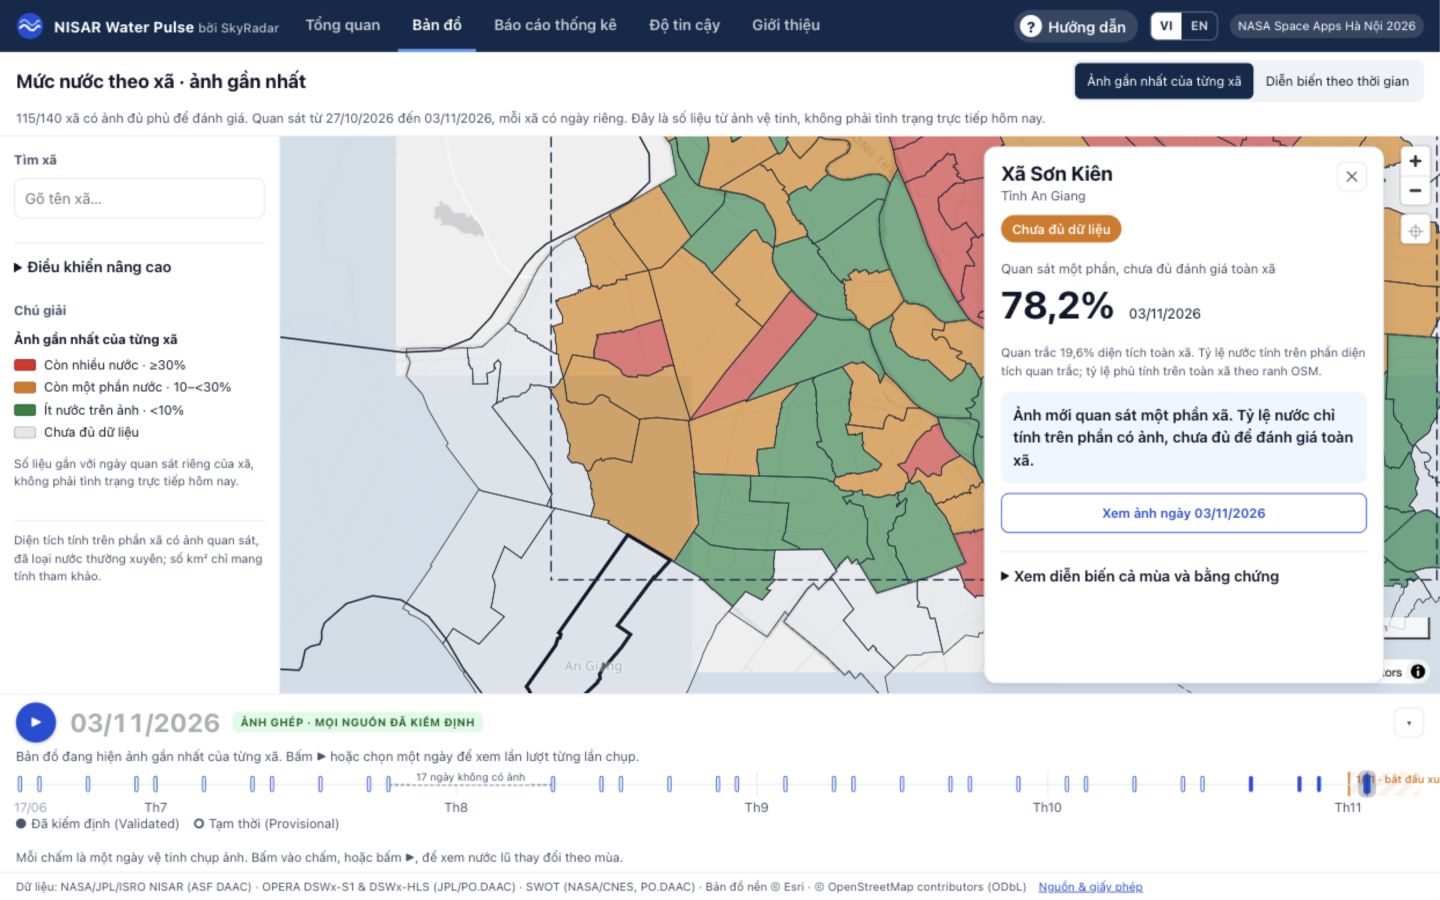 NISAR Water Pulse bởi SkyRadar
Tổng quan
Bản đồ
Báo cáo thống kê
Độ tin cậy
Giới thiệu
? Hướng dẫn
VI
EN
NASA Space Apps Hà Nội 2026
Mức nước theo xã · ảnh gần nhất
Ảnh gần nhất của từng xã
Diễn biến theo thời gian
115/140 xã có ảnh đủ phủ để đánh giá. Quan sát từ 27/10/2026 đến 03/11/2026, mỗi xã có ngày riêng. Đây là số liệu từ ảnh vệ tinh, không phải tình trạng trực tiếp hôm nay.
Tìm xã
Gõ tên xã...
▶ Điều khiển nâng cao
Chú giải
Ảnh gần nhất của từng xã
Còn nhiều nước · ≥30%
Còn một phần nước · 10–<30%
Ít nước trên ảnh · <10%
Chưa đủ dữ liệu
Số liệu gắn với ngày quan sát riêng của xã,
không phải tình trạng trực tiếp hôm nay.
Diện tích tính trên phần xã có ảnh quan sát,
đã loại nước thường xuyên; số km² chỉ mang
tính tham khảo.
An Giang
Xã Sơn Kiên
Tỉnh An Giang
Chưa đủ dữ liệu
Quan sát một phần, chưa đủ đánh giá toàn xã
78,2% 03/11/2026
Quan trắc 19,6% diện tích toàn xã. Tỷ lệ nước tính trên phần diện
tích quan trắc; tỷ lệ phủ tính trên toàn xã theo ranh OSM.
Ảnh mới quan sát một phần xã. Tỷ lệ nước chỉ
tính trên phần có ảnh, chưa đủ để đánh giá toàn
xã.
Xem ảnh ngày 03/11/2026
▶ Xem diễn biến cả mùa và bằng chứng
+
−
03/11/2026
ẢNH GHÉP · MỌI NGUỒN ĐÃ KIỂM ĐỊNH
Bản đồ đang hiện ảnh gần nhất của từng xã. Bấm ▶ hoặc chọn một ngày để xem lần lượt từng lần chụp.
17 ngày không có ảnh
· bắt đầu xu
17/06
Th7
Th8
Th9
Th10
Th11
Đã kiểm định (Validated)
Tạm thời (Provisional)
Mỗi chấm là một ngày vệ tinh chụp ảnh. Bấm vào chấm, hoặc bấm ▶, để xem nước lũ thay đổi theo mùa.
Dữ liệu: NASA/JPL/ISRO NISAR (ASF DAAC) · OPERA DSWx-S1 & DSWx-HLS (JPL/PO.DAAC) · SWOT (NASA/CNES, PO.DAAC) · Bản đồ nền © Esri · © OpenStreetMap contributors (ODbL) Nguồn & giấy phép